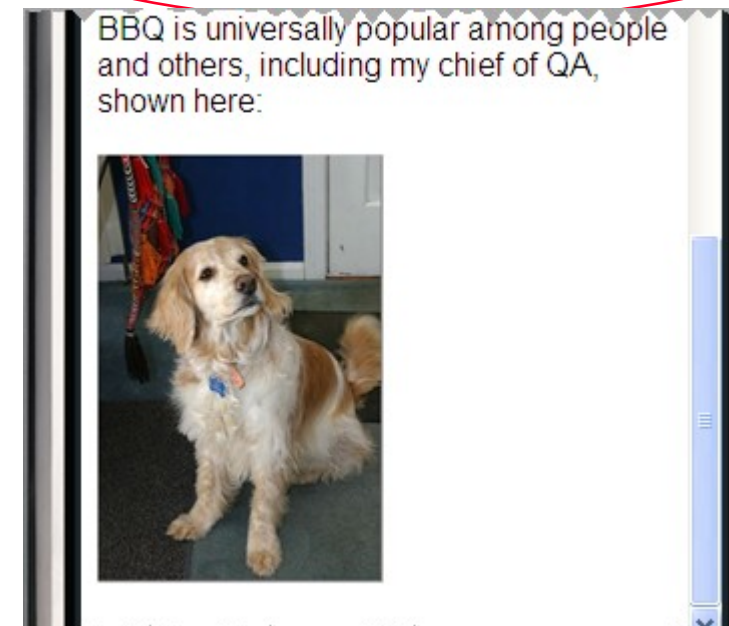 BBQ is universally popular among people
and others, including my chief of QA,
shown here: